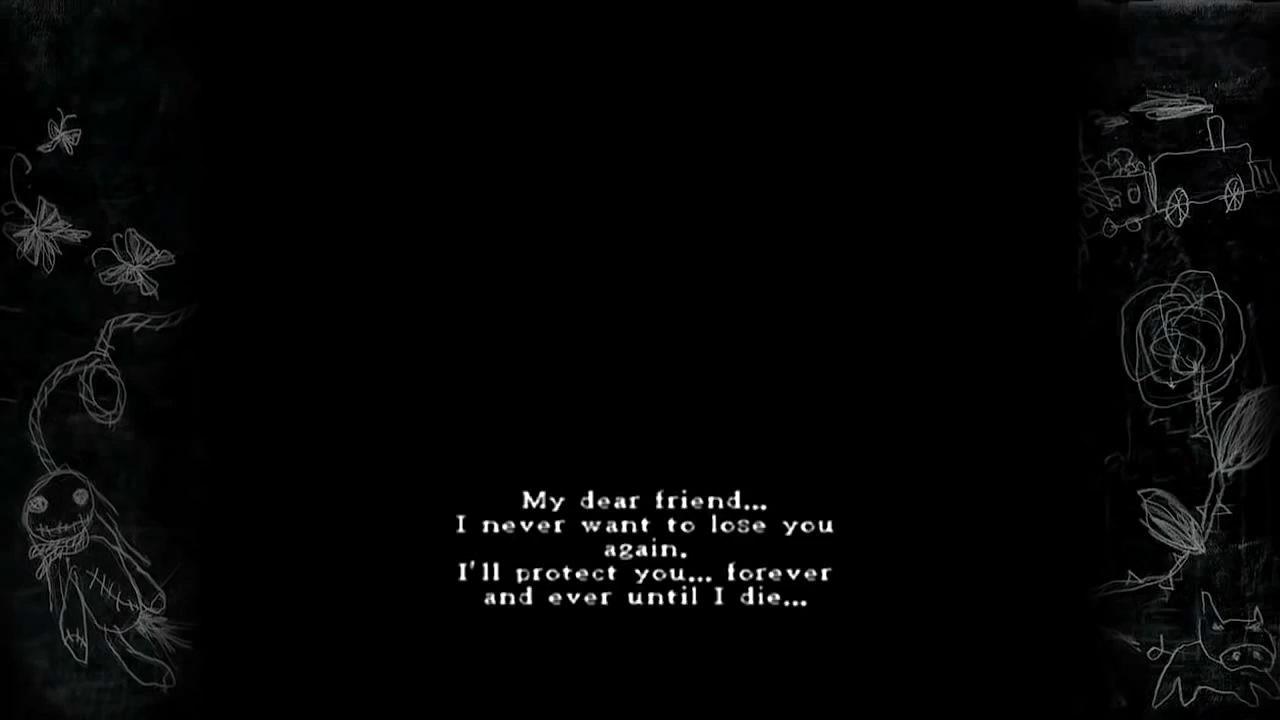 My dear friend...
I never want to lose you
again.
I'll protect you... forever
and ever until I die...